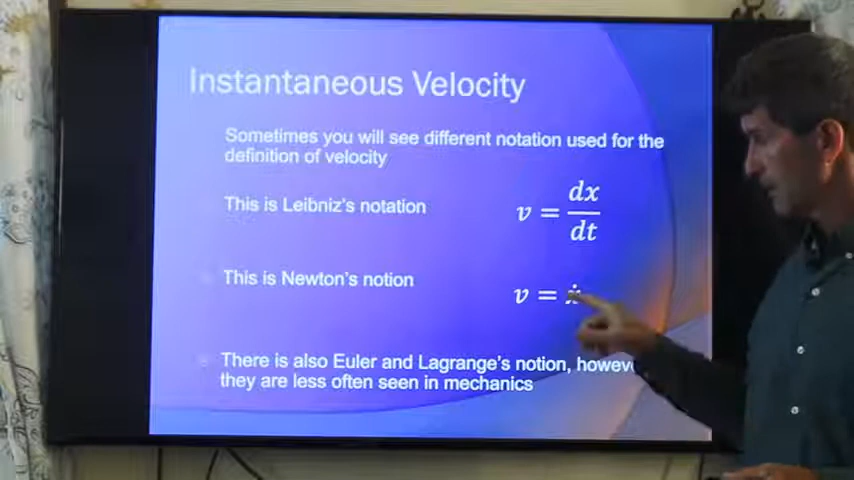 Instantaneous Velocity
Sometimes you will see different notation used for the
definition of velocity
This is Leibniz's notation
v = dx/dt
This is Newton's notion
v = ẋ
There is also Euler and Lagrange's notion, howeve
they are less often seen in mechanics